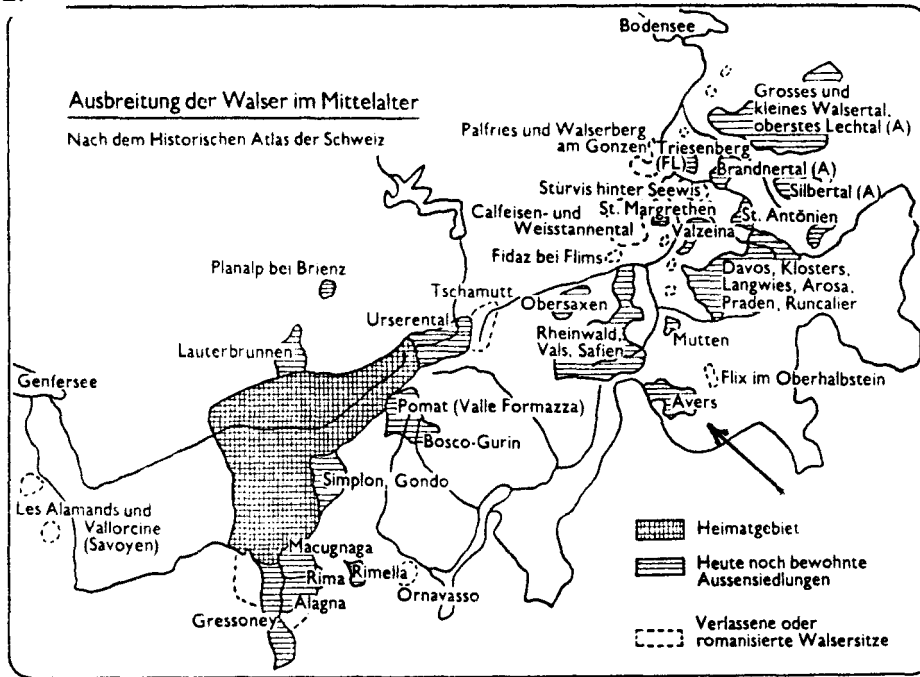 Bodensee
Ausbreitung der Walser im Mittelalter
Nach dem Historischen Atlas der Schweiz
Grosses und
kleines Walsertal,
oberstes Lechtal (A)
Palfries und Walserberg
am Gonzen
Triesenberg
(FL)
Brandnertal (A)
Stürvis hinter Seewis
Silbertal (A)
Calfeisen- und
Weisstannental
St. Margrethen
St. Antönien
Valzeina
Fidaz bei Flims
Planalp bei Brienz
Davos, Klosters,
Langwies, Arosa,
Praden, Runcalier
Tschamutt
Obersaxen
Urserental
Rheinwald,
Vals, Safien
Mutten
Lauterbrunnen
Flix im Oberhalbstein
Genfersee
Avers
Pomat (Valle Formazza)
Bosco-Gurin
Simplon, Gondo
Les Alamands und
Vallorcine
(Savoyen)
Heimatgebiet
Macugnaga
Heute noch bewohnte
Aussensiedlungen
Rima
Rimella
Ornavasso
Alagna
Gressoney
Verlassene oder
romanisierte Walsersitze